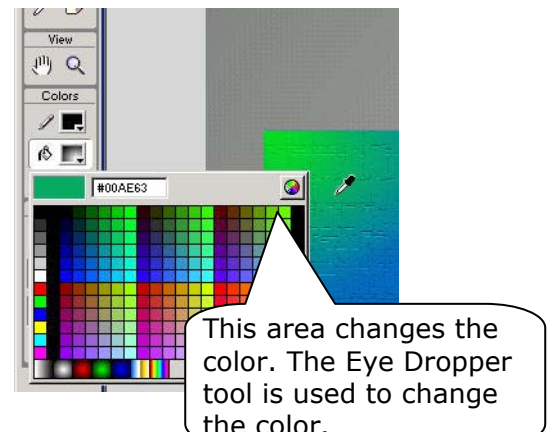 View
Colors
#00AE63
This area changes the
color. The Eye Dropper
tool is used to change
the color.